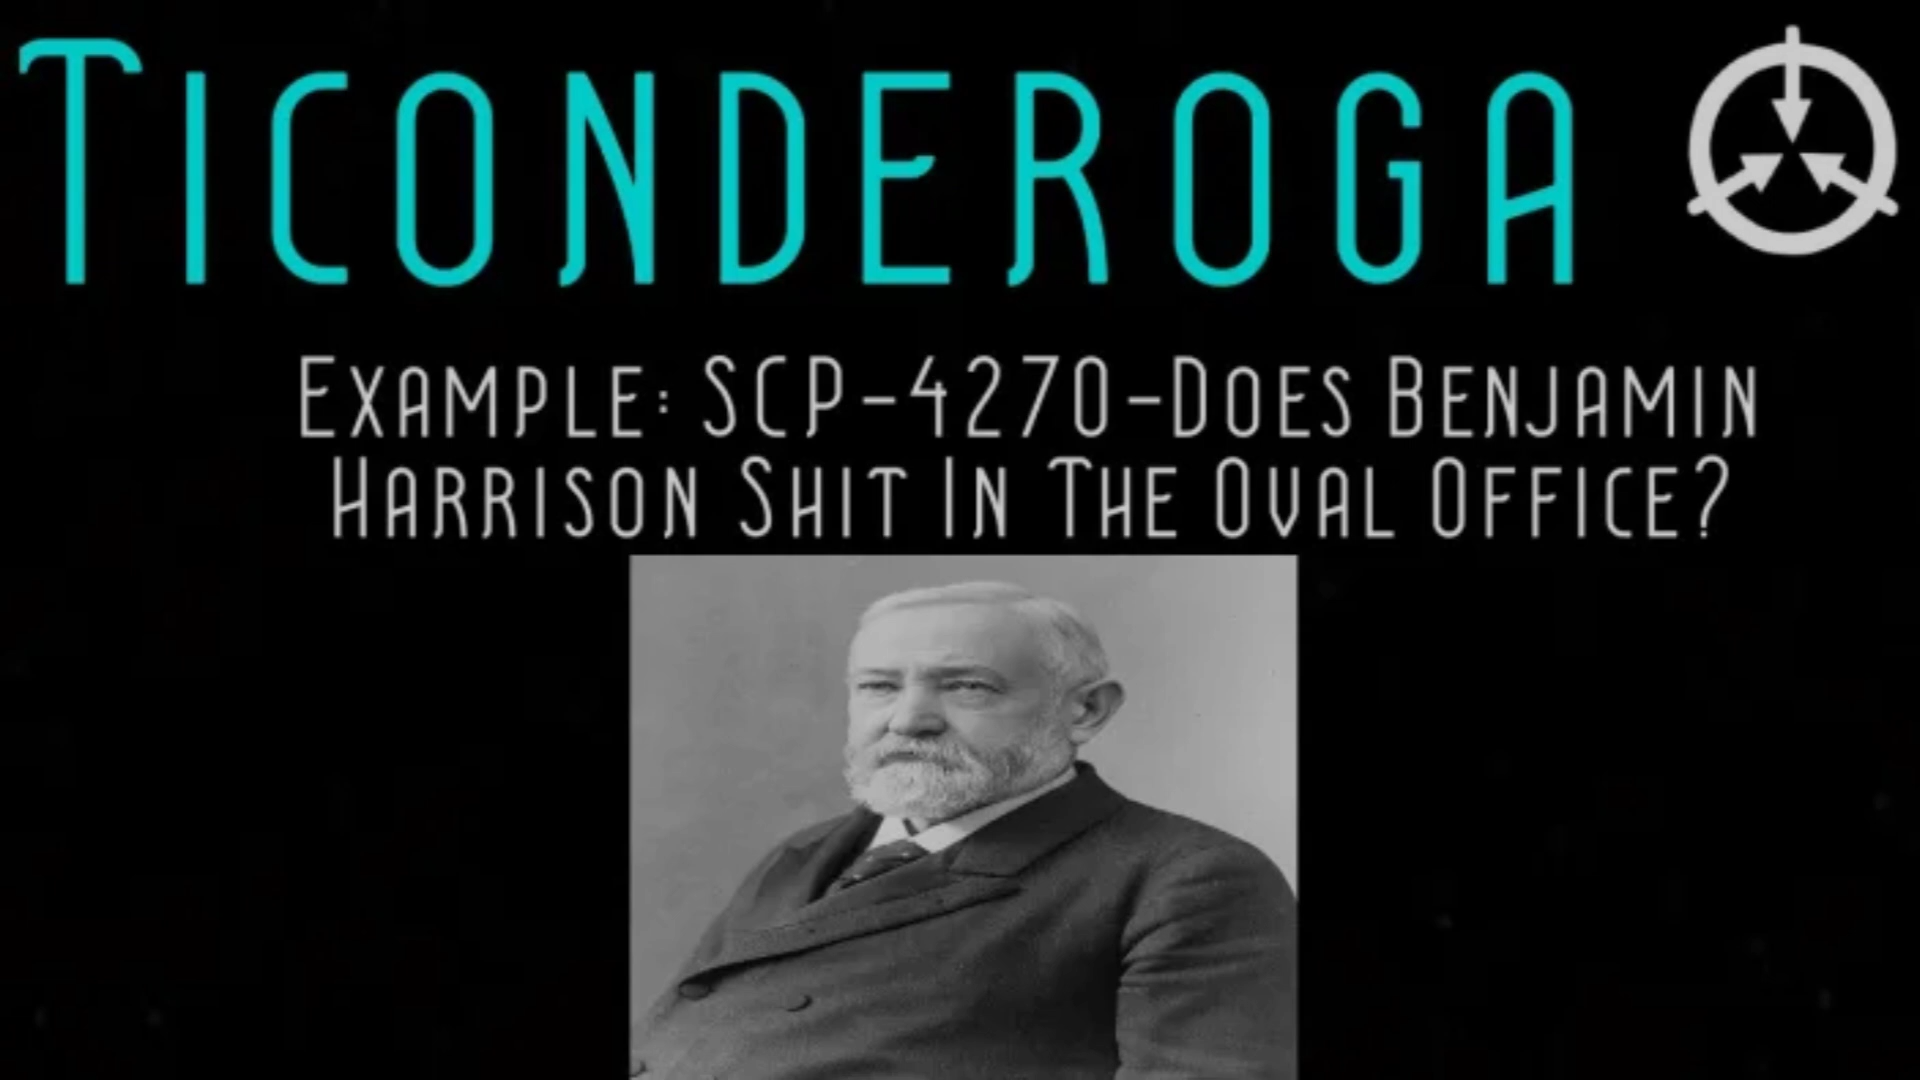 Ticonderoga
Example: SCP-4270-Does Benjamin
Harrison Shit In The Oval Office?